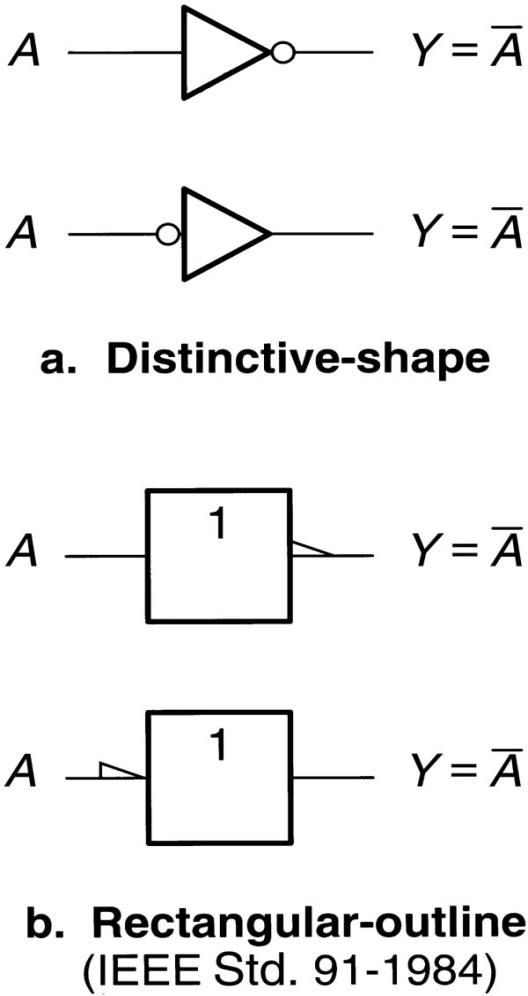 A Y = A̅
A Y = A̅
a. Distinctive-shape
A 1 Y = A̅
A 1 Y = A̅
b. Rectangular-outline
(IEEE Std. 91-1984)